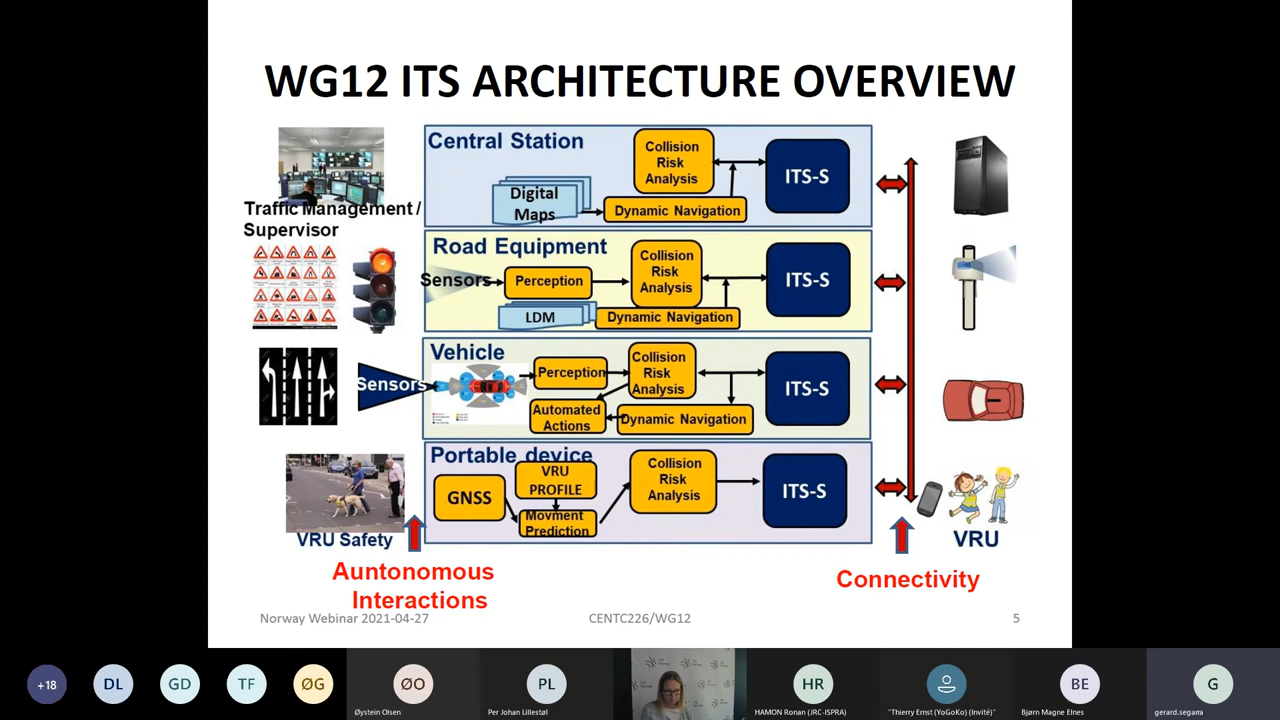 WG12 ITS ARCHITECTURE OVERVIEW
Central Station
Collision
Risk
Analysis
ITS-S
Digital
Maps
Dynamic Navigation
Traffic Management /
Supervisor
Road Equipment
Sensors
Perception
Collision
Risk
Analysis
ITS-S
LDM
Dynamic Navigation
Vehicle
Sensors
Perception
Collision
Risk
Analysis
ITS-S
Automated
Actions
Dynamic Navigation
Portable device
GNSS
VRU
PROFILE
Movment
Prediction
Collision
Risk
Analysis
ITS-S
VRU Safety
VRU
Auntonomous
Interactions
Connectivity
Norway Webinar 2021-04-27
CENTC226/WG12
5
+18
DL
GD
TF
ØG
ØO
Øystein Olsen
PL
Per Johan Lillestøl
HR
HAMON Ronan (JRC-ISPRA)
"Thierry Ernst (YoGoKo) (Invité)"
BE
Bjørn Magne Elnes
G
gerard.segarra